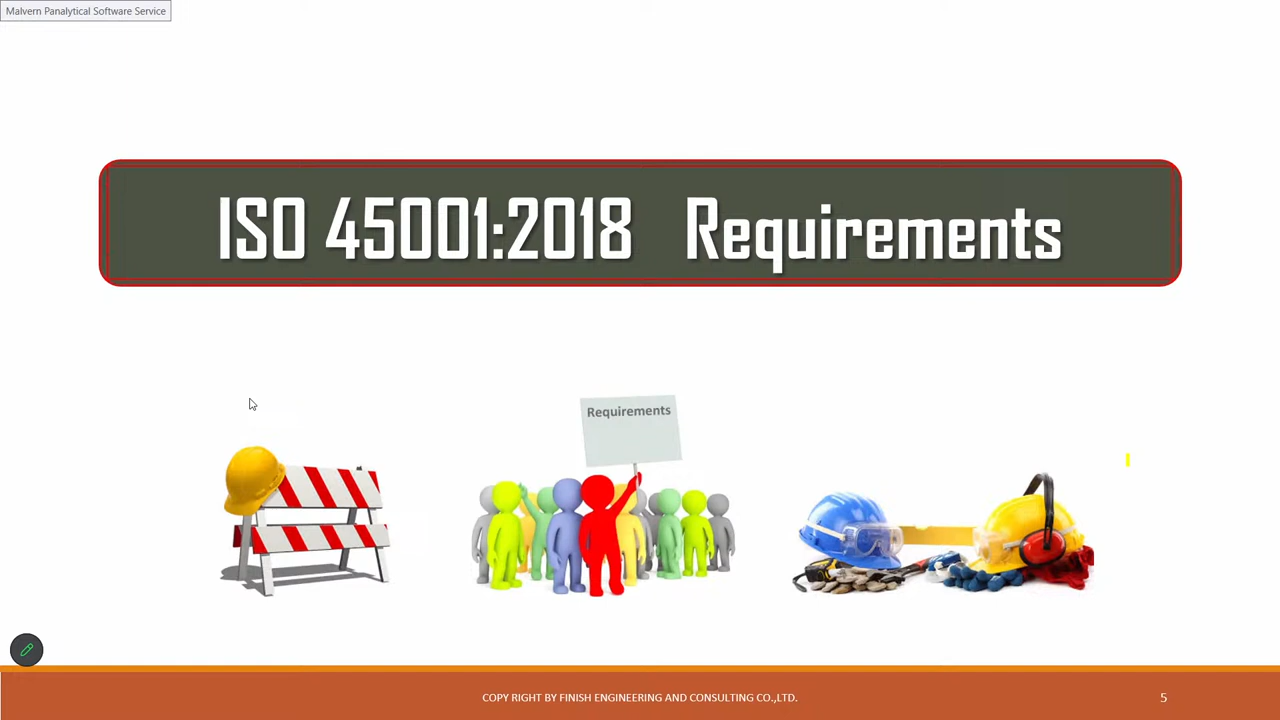 Malvern Panalytical Software Service
ISO 45001:2018 Requirements
Requirements
COPY RIGHT BY FINISH ENGINEERING AND CONSULTING CO.,LTD.
5